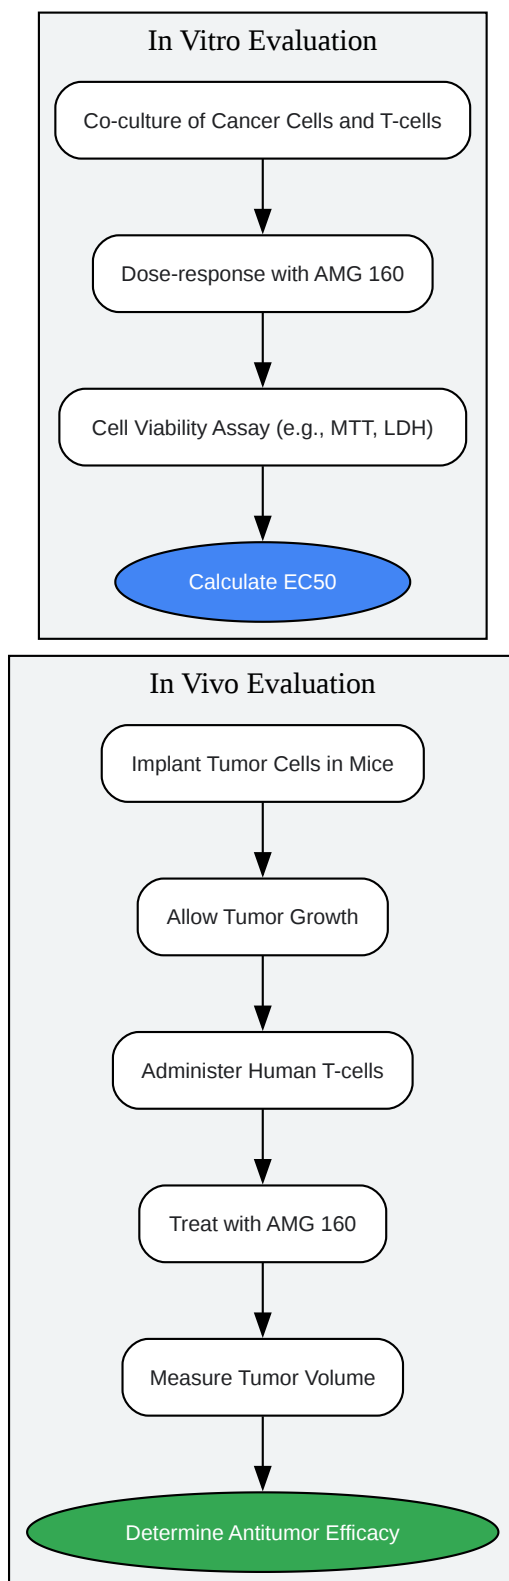 In Vitro Evaluation
Co-culture of Cancer Cells and T-cells
Dose-response with AMG 160
Cell Viability Assay (e.g., MTT, LDH)
Calculate EC50
In Vivo Evaluation
Implant Tumor Cells in Mice
Allow Tumor Growth
Administer Human T-cells
Treat with AMG 160
Measure Tumor Volume
Determine Antitumor Efficacy